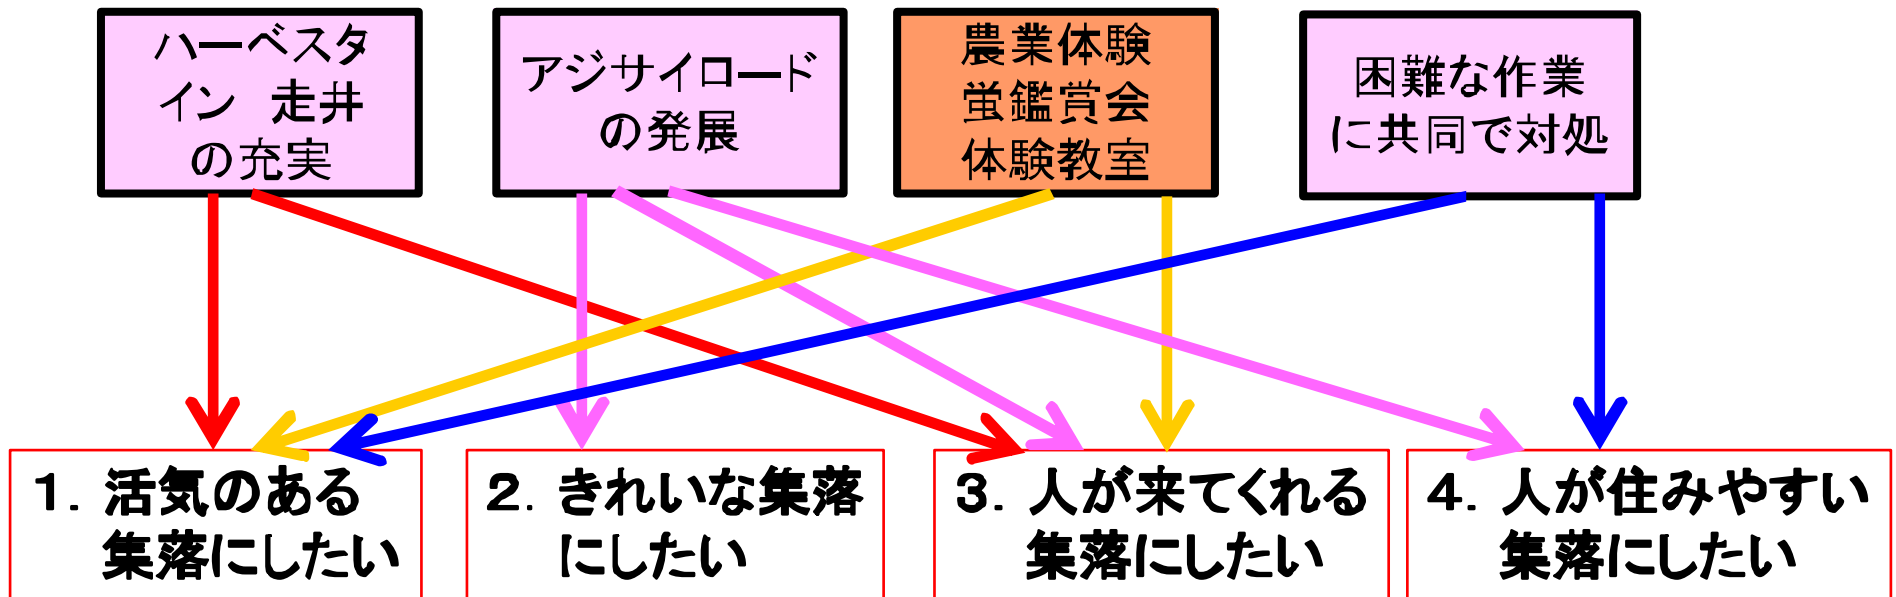 ハーベスタ
イン　走井
の充実
アジサイロード
の発展
農業体験
蛍鑑賞会
体験教室
困難な作業
に共同で対処
１．活気のある
集落にしたい
２．きれいな集落
にしたい
３．人が来てくれる
集落にしたい
４．人が住みやすい
集落にしたい